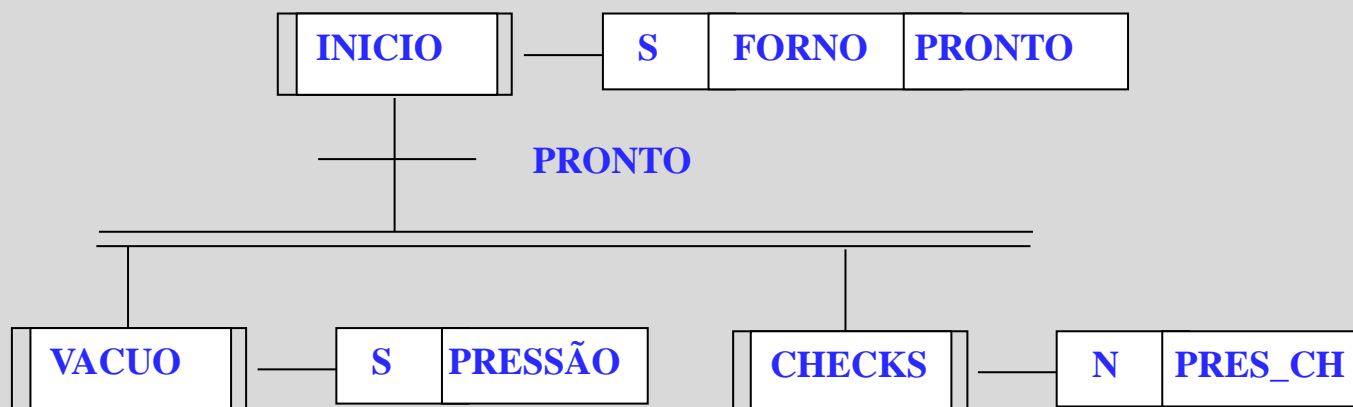 INICIO S FORNO PRONTO
PRONTO
VACUO S PRESSÃO CHECKS N PRES_CH